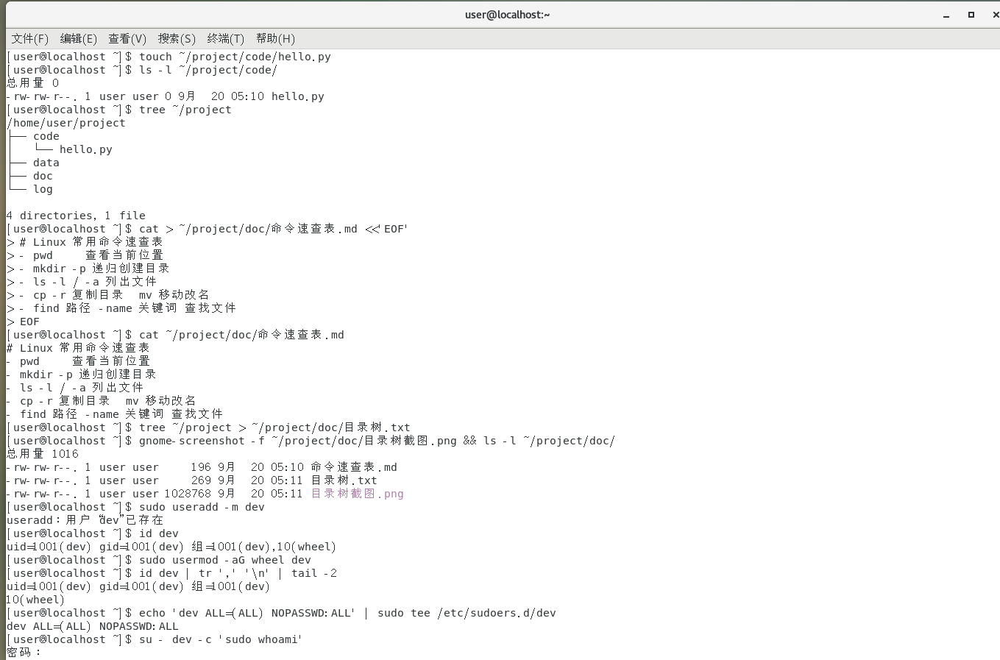 user@localhost:~
文件(F) 编辑(E) 查看(V) 搜索(S) 终端(T) 帮助(H)
[user@localhost ~]$ touch ~/project/code/hello.py
[user@localhost ~]$ ls -l ~/project/code/
总用量 0
-rw-rw-r--. 1 user user 0 9月  20 05:10 hello.py
[user@localhost ~]$ tree ~/project
/home/user/project
├── code
│   └── hello.py
├── data
├── doc
└── log
4 directories, 1 file
[user@localhost ~]$ cat > ~/project/doc/命令速查表.md <<'EOF'
> # Linux 常用命令速查表
> - pwd     查看当前位置
> - mkdir -p 递归创建目录
> - ls -l / -a 列出文件
> - cp -r 复制目录  mv 移动改名
> - find 路径 -name 关键词 查找文件
> EOF
[user@localhost ~]$ cat ~/project/doc/命令速查表.md
# Linux 常用命令速查表
- pwd     查看当前位置
- mkdir -p 递归创建目录
- ls -l / -a 列出文件
- cp -r 复制目录  mv 移动改名
- find 路径 -name 关键词 查找文件
[user@localhost ~]$ tree ~/project > ~/project/doc/目录树.txt
[user@localhost ~]$ gnome-screenshot -f ~/project/doc/目录树截图.png && ls -l ~/project/doc/
总用量 1016
-rw-rw-r--. 1 user user     196 9月  20 05:10 命令速查表.md
-rw-rw-r--. 1 user user     269 9月  20 05:11 目录树.txt
-rw-rw-r--. 1 user user 1028768 9月  20 05:11 目录树截图.png
[user@localhost ~]$ sudo useradd -m dev
useradd：用户“dev”已存在
[user@localhost ~]$ id dev
uid=1001(dev) gid=1001(dev) 组=1001(dev),10(wheel)
[user@localhost ~]$ sudo usermod -aG wheel dev
[user@localhost ~]$ id dev | tr ',' '\n' | tail -2
uid=1001(dev) gid=1001(dev) 组=1001(dev)
10(wheel)
[user@localhost ~]$ echo 'dev ALL=(ALL) NOPASSWD:ALL' | sudo tee /etc/sudoers.d/dev
dev ALL=(ALL) NOPASSWD:ALL
[user@localhost ~]$ su - dev -c 'sudo whoami'
密码：